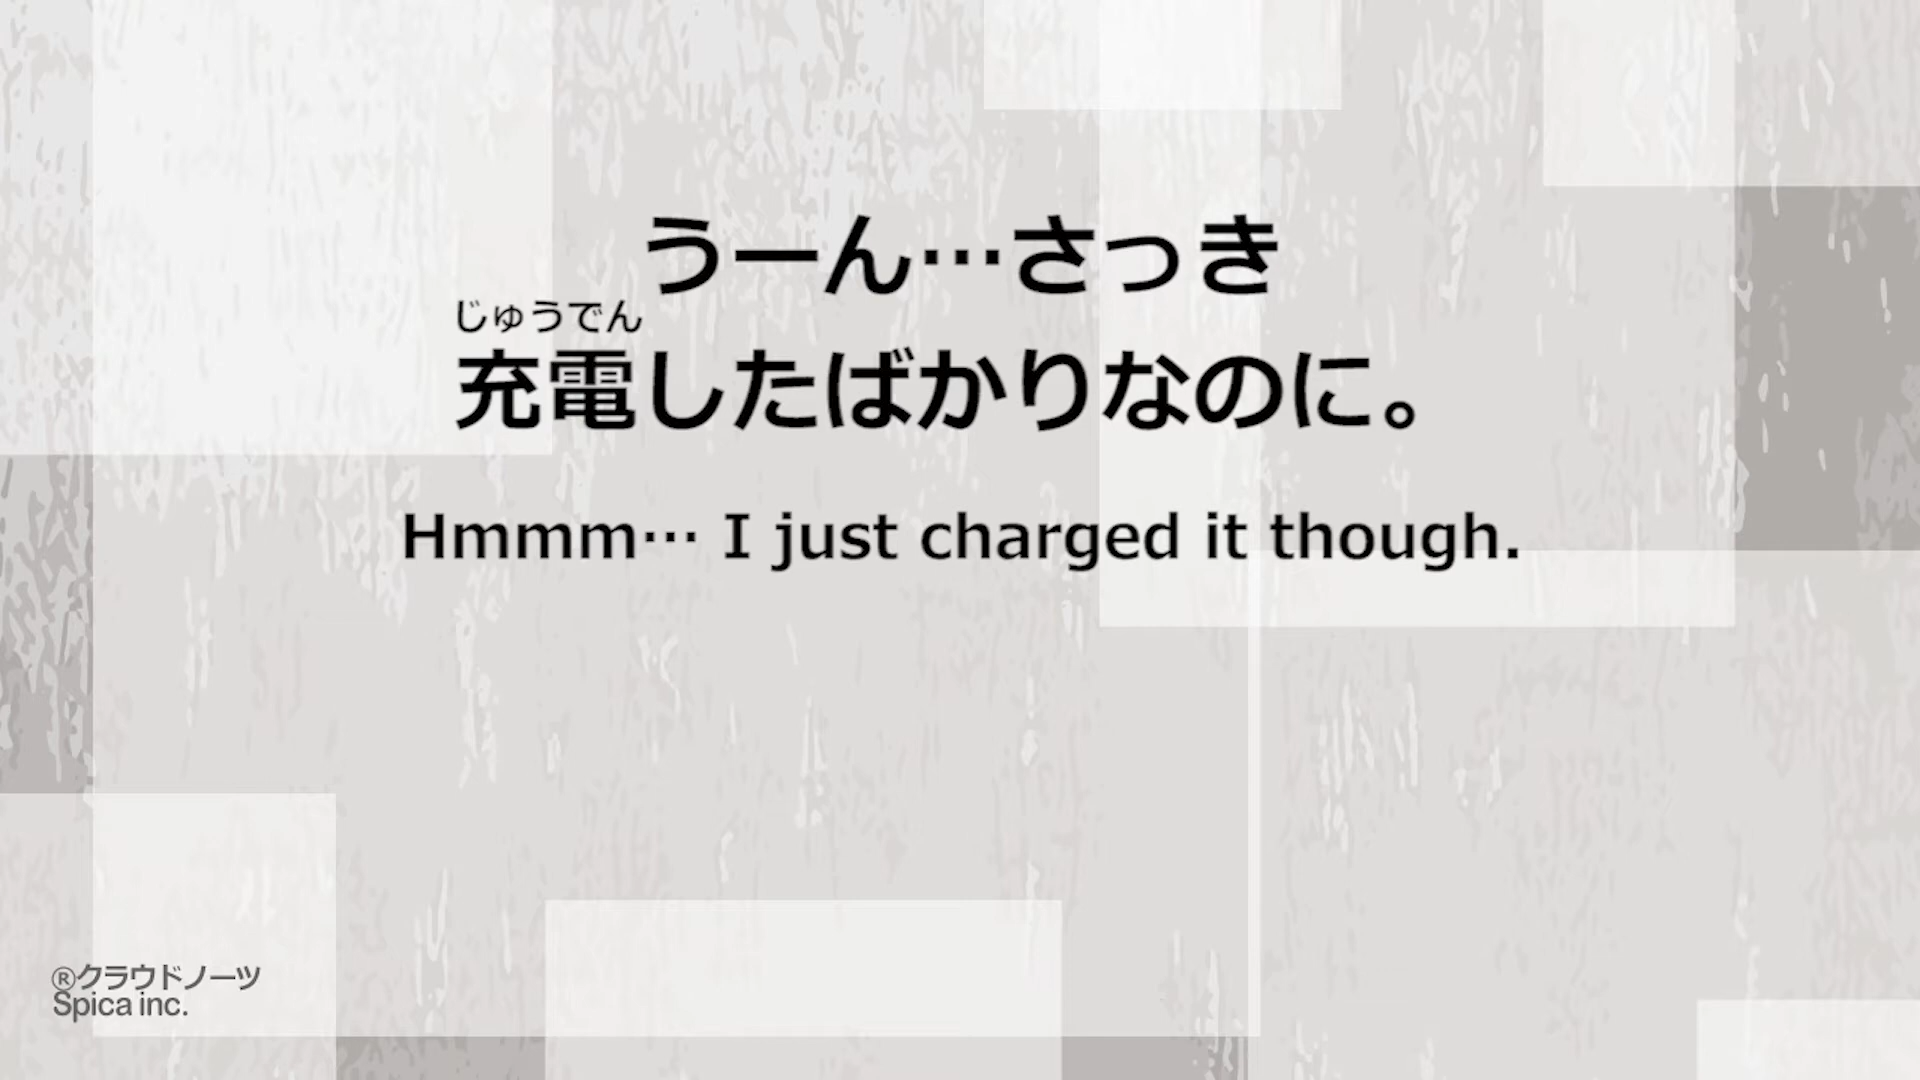 うーん…さっき
じゅうでん
充電したばかりなのに。
Hmmm… I just charged it though.
®クラウドノーツ
Spica inc.